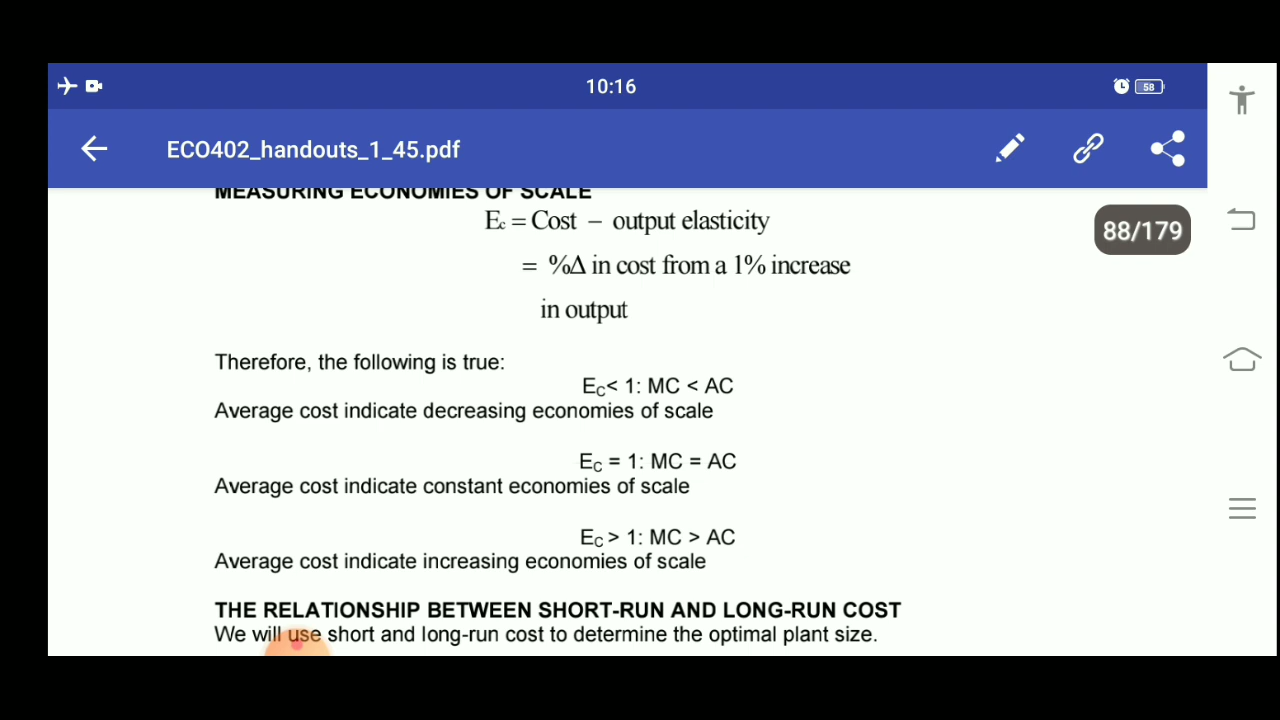 10:16
58
ECO402_handouts_1_45.pdf
MEASURING ECONOMIES OF SCALE
88/179
Ec = Cost − output elasticity
= %Δ in cost from a 1% increase
in output
Therefore, the following is true:
EC< 1: MC < AC
Average cost indicate decreasing economies of scale
EC = 1: MC = AC
Average cost indicate constant economies of scale
EC > 1: MC > AC
Average cost indicate increasing economies of scale
THE RELATIONSHIP BETWEEN SHORT-RUN AND LONG-RUN COST
We will use short and long-run cost to determine the optimal plant size.